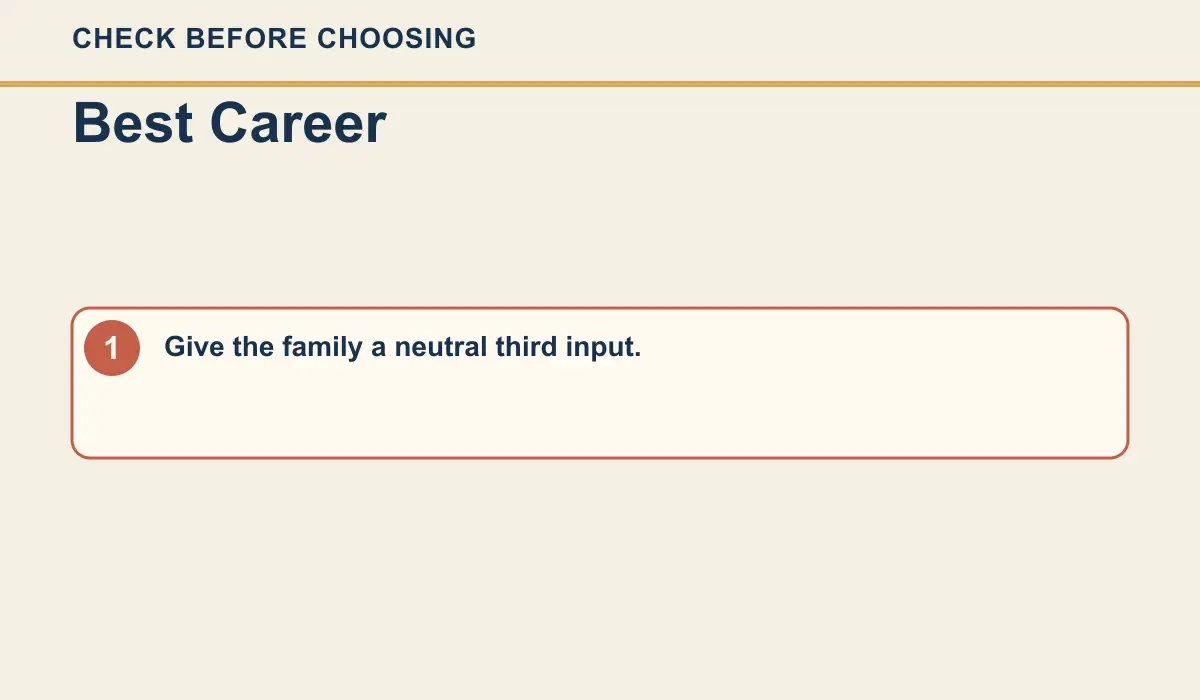 CHECK BEFORE CHOOSING
Best Career
1 Give the family a neutral third input.